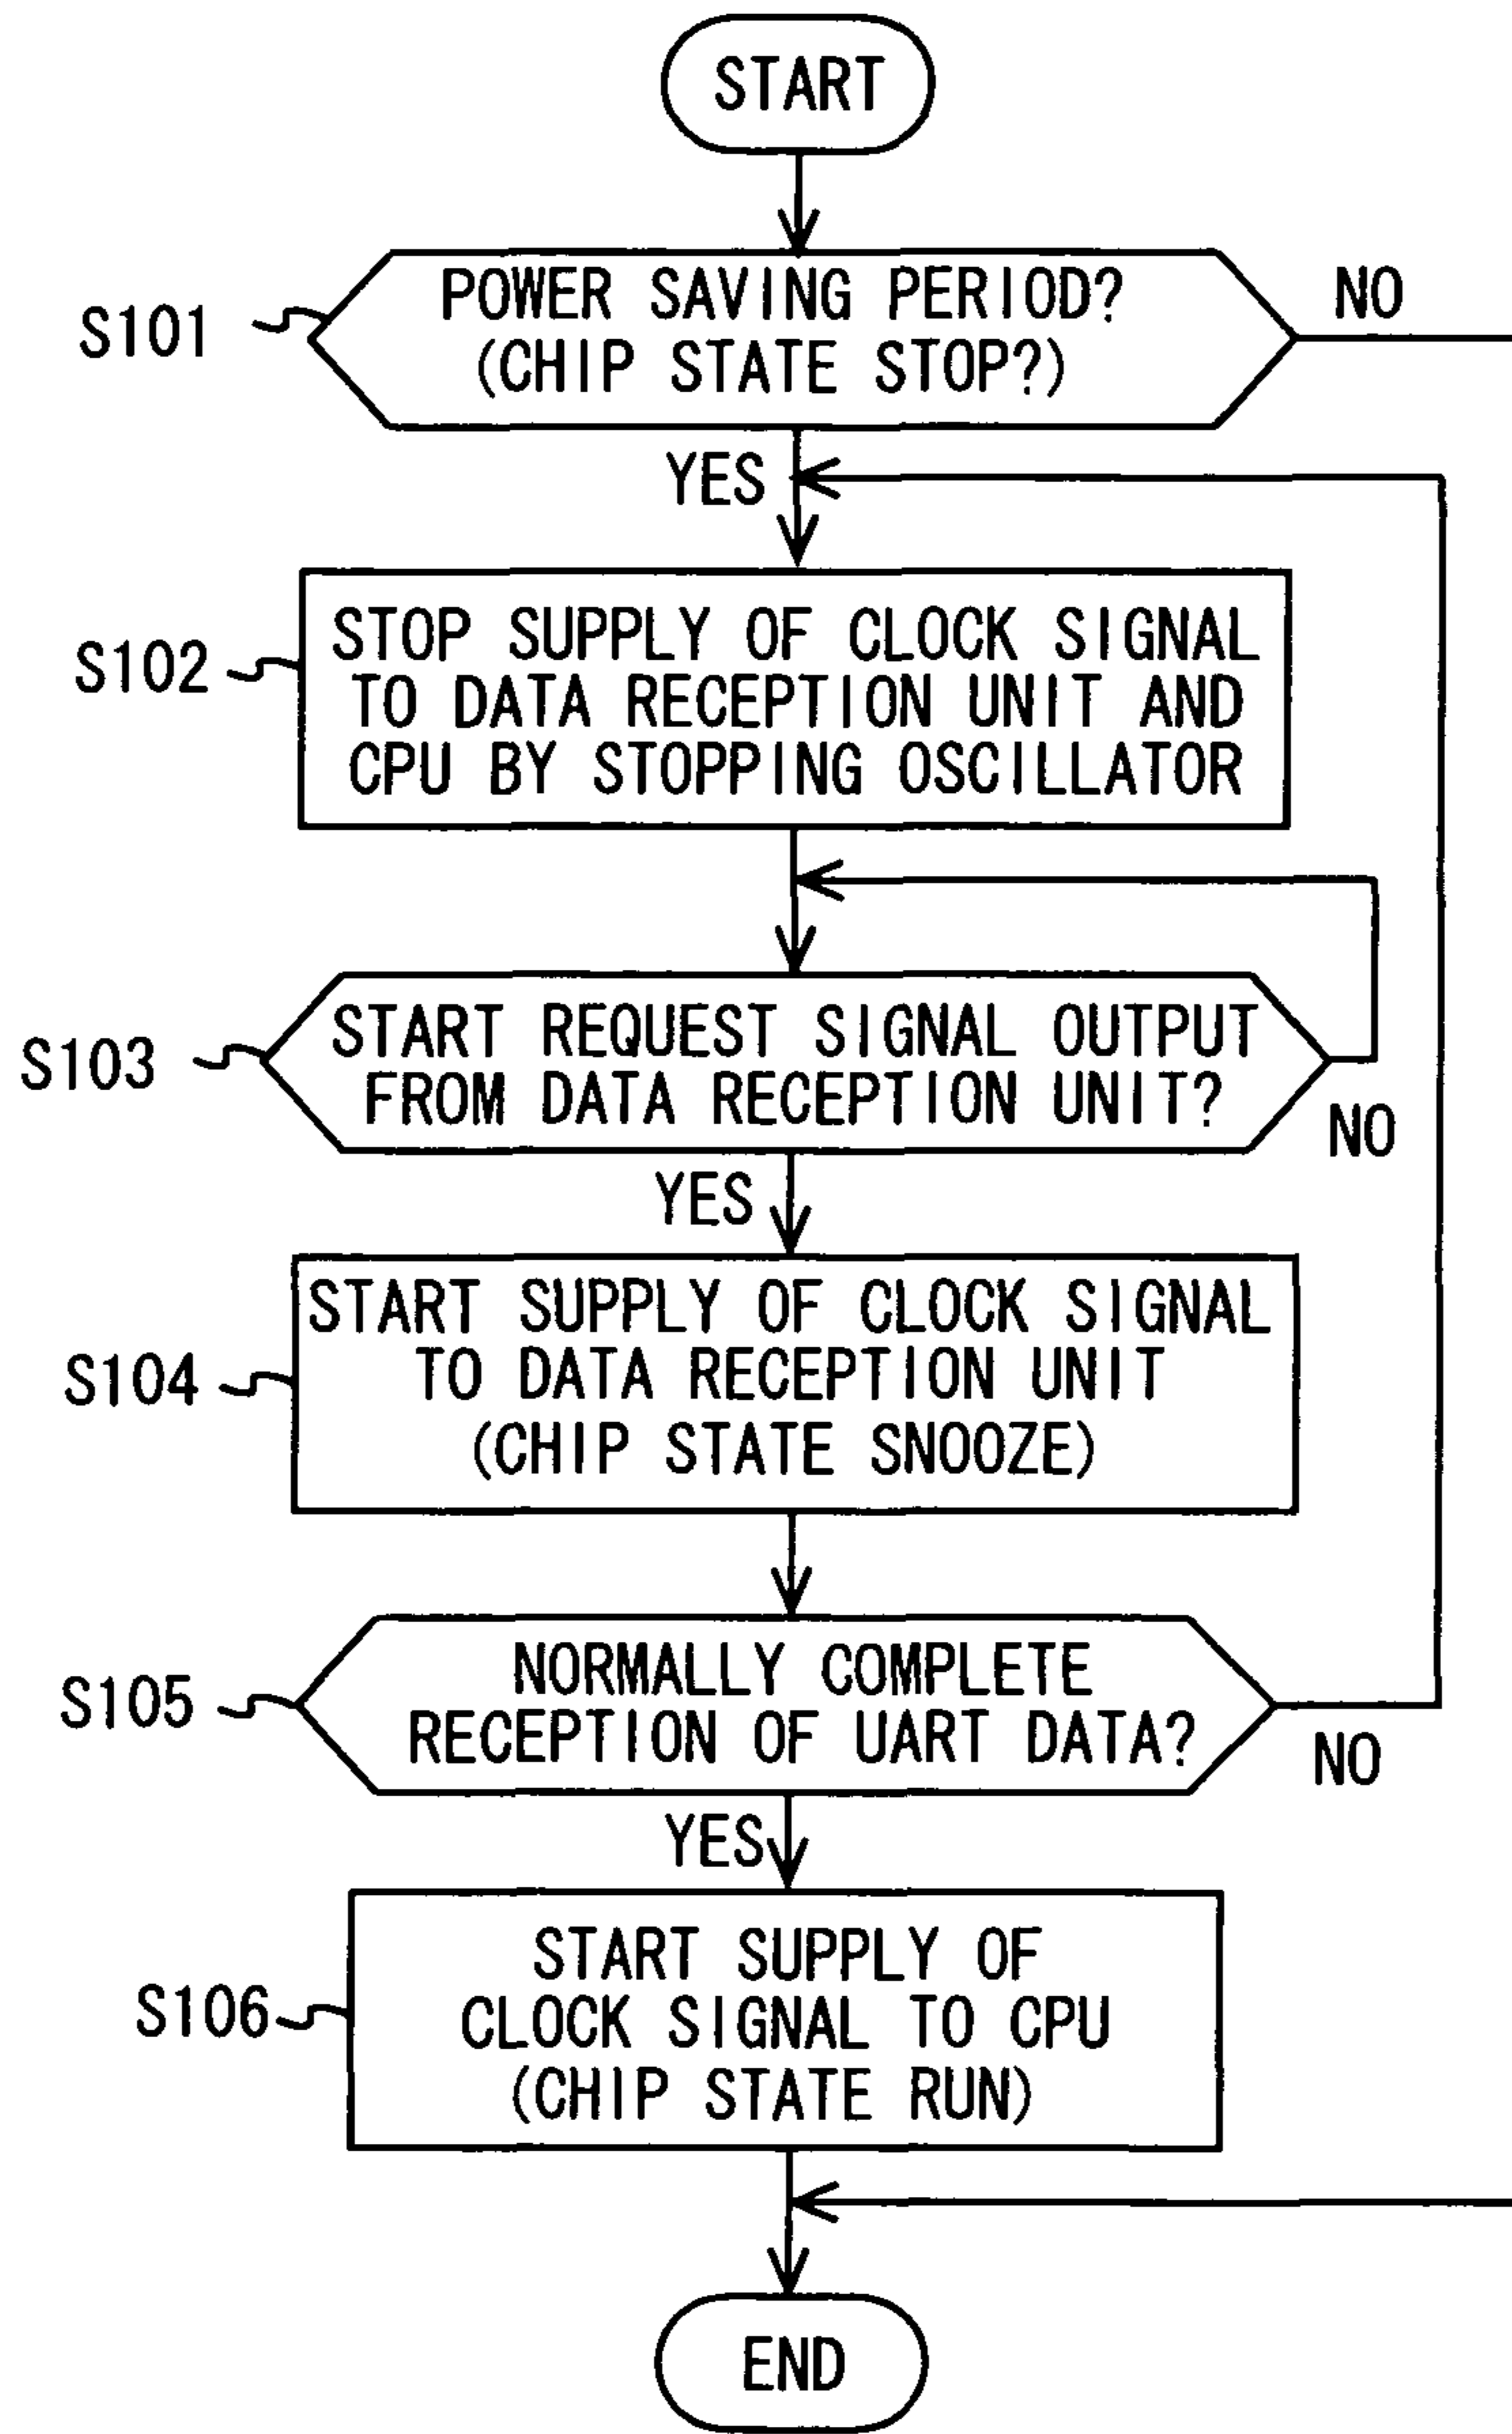 START
POWER SAVING PERIOD?
(CHIP STATE STOP?)
NO
S101
YES
STOP SUPPLY OF CLOCK SIGNAL
TO DATA RECEPTION UNIT AND
CPU BY STOPPING OSCILLATOR
S102
START REQUEST SIGNAL OUTPUT
FROM DATA RECEPTION UNIT?
S103
NO
YES
START SUPPLY OF CLOCK SIGNAL
TO DATA RECEPTION UNIT
(CHIP STATE SNOOZE)
S104
NORMALLY COMPLETE
RECEPTION OF UART DATA?
S105
NO
YES
START SUPPLY OF
CLOCK SIGNAL TO CPU
(CHIP STATE RUN)
S106
END